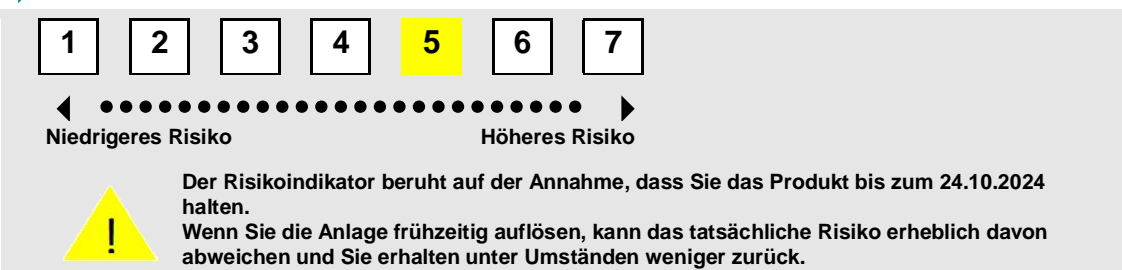 1 2 3 4 5 6 7
Niedrigeres Risiko Höheres Risiko
Der Risikoindikator beruht auf der Annahme, dass Sie das Produkt bis zum 24.10.2024
halten.
Wenn Sie die Anlage frühzeitig auflösen, kann das tatsächliche Risiko erheblich davon
abweichen und Sie erhalten unter Umständen weniger zurück.
!